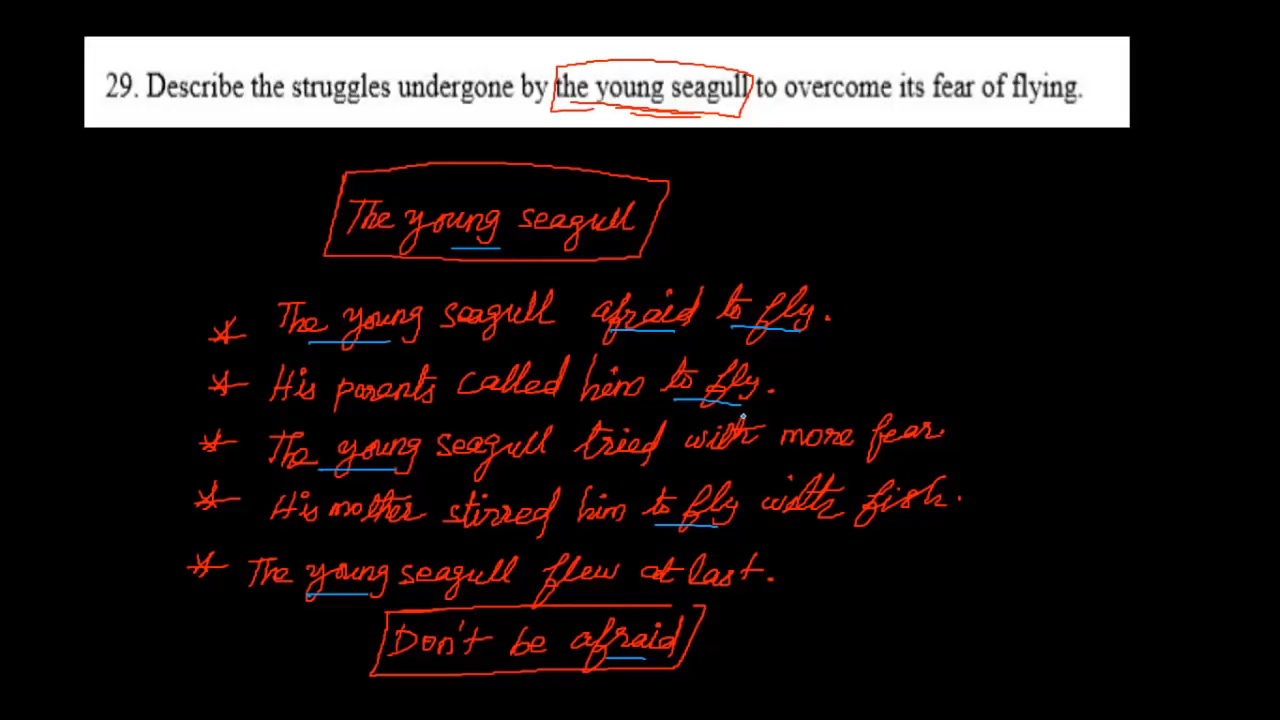 29. Describe the struggles undergone by the young seagull to overcome its fear of flying.
The young seagull
* The young seagull afraid to fly.
* His parents called him to fly.
* The young seagull tried with more fear.
* His mother stirred him to fly with fish.
* The young seagull flew at last.
Don't be afraid